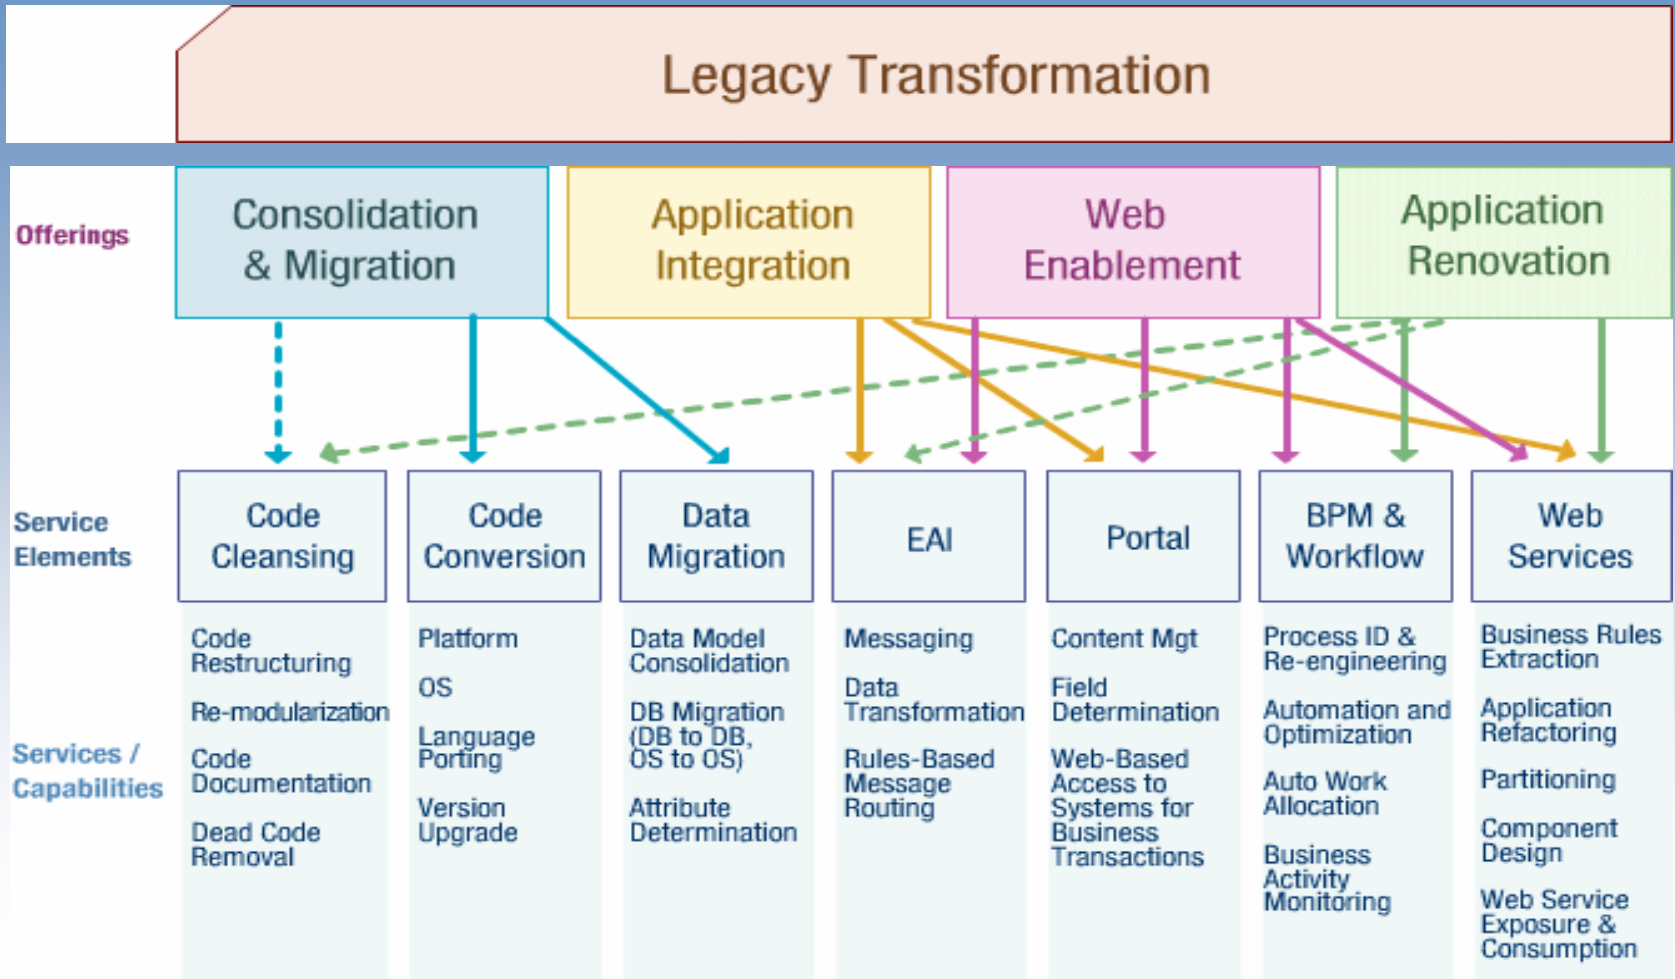 Legacy Transformation
Offerings
Consolidation
& Migration
Application
Integration
Web
Enablement
Application
Renovation
Service
Elements
Code
Cleansing
Code
Conversion
Data
Migration
EAI
Portal
BPM &
Workflow
Web
Services
Services /
Capabilities
Code
Restructuring
Re-modularization
Code
Documentation
Dead Code
Removal
Platform
OS
Language
Porting
Version
Upgrade
Data Model
Consolidation
DB Migration
(DB to DB,
OS to OS)
Attribute
Determination
Messaging
Data
Transformation
Rules-Based
Message
Routing
Content Mgt
Field
Determination
Web-Based
Access to
Systems for
Business
Transactions
Process ID &
Re-engineering
Automation and
Optimization
Auto Work
Allocation
Business
Activity
Monitoring
Business Rules
Extraction
Application
Refactoring
Partitioning
Component
Design
Web Service
Exposure &
Consumption